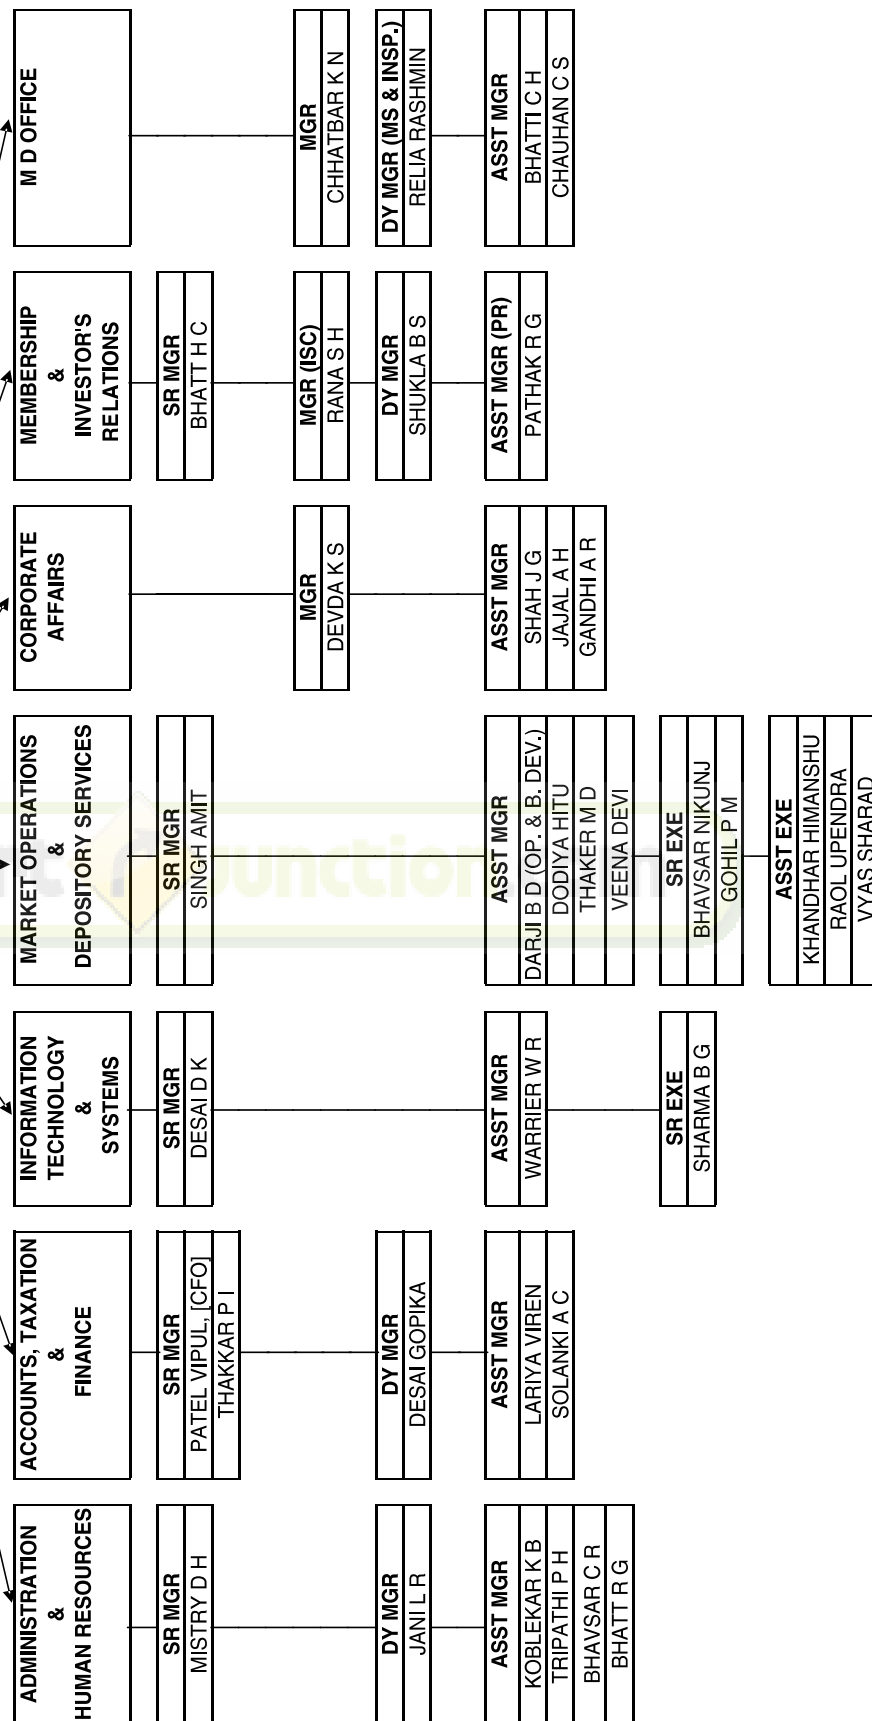 ADMINISTRATION
&
HUMAN RESOURCES
SR MGR
MISTRY D H
DY MGR
JANI L R
ASST MGR
KOBLEKAR K B
TRIPATHI P H
BHAVSAR C R
BHATT R G
ACCOUNTS, TAXATION
&
FINANCE
SR MGR
PATEL VIPUL, [CFO]
THAKKAR P I
DY MGR
DESAI GOPIKA
ASST MGR
LARIYA VIREN
SOLANKI A C
INFORMATION
TECHNOLOGY
&
SYSTEMS
SR MGR
DESAI D K
ASST MGR
WARRIER W R
SR EXE
SHARMA B G
MARKET OPERATIONS
&
DEPOSITORY SERVICES
SR MGR
SINGH AMIT
ASST MGR
DARJI B D (OP. & B. DEV.)
DODIYA HITU
THAKER M D
VEENA DEVI
SR EXE
BHAVSAR NIKUNJ
GOHIL P M
ASST EXE
KHANDHAR HIMANSHU
RAOL UPENDRA
VYAS SHARAD
CORPORATE
AFFAIRS
MGR
DEVDA K S
ASST MGR
SHAH J G
JAJAL A H
GANDHI A R
MEMBERSHIP
&
INVESTOR'S
RELATIONS
SR MGR
BHATT H C
MGR (ISC)
RANA S H
DY MGR
SHUKLA B S
ASST MGR (PR)
PATHAK R G
M D OFFICE
MGR
CHHATBAR K N
DY MGR (MS & INSP.)
RELIA RASHMIN
ASST MGR
BHATTI C H
CHAUHAN C S